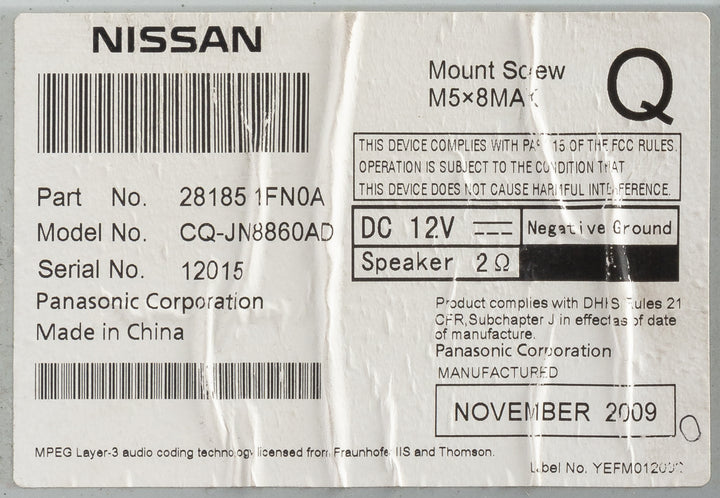 NISSAN
Mount Sc ew
M5×8MAX
Q
THIS DEVICE COMPLIES WITH PART 15 OF THE FCC RULES.
OPERATION IS SUBJECT TO THE CONDITION THAT
THIS DEVICE DOES NOT CAUSE HARMFUL INTERFERENCE.
Part No. 28185 1FN0A
Model No. CQ-JN8860AD
Serial No. 12015
Panasonic Corporation
Made in China
DC 12V Negative Ground
Speaker 2Ω
Product complies with DHHS Rules 21
CFR,Subchapter J in effect as of date
of manufacture.
Panasonic Corporation
MANUFACTURED
NOVEMBER 2009
MPEG Layer-3 audio coding technology licensed from Fraunhofer IIS and Thomson.
Label No.